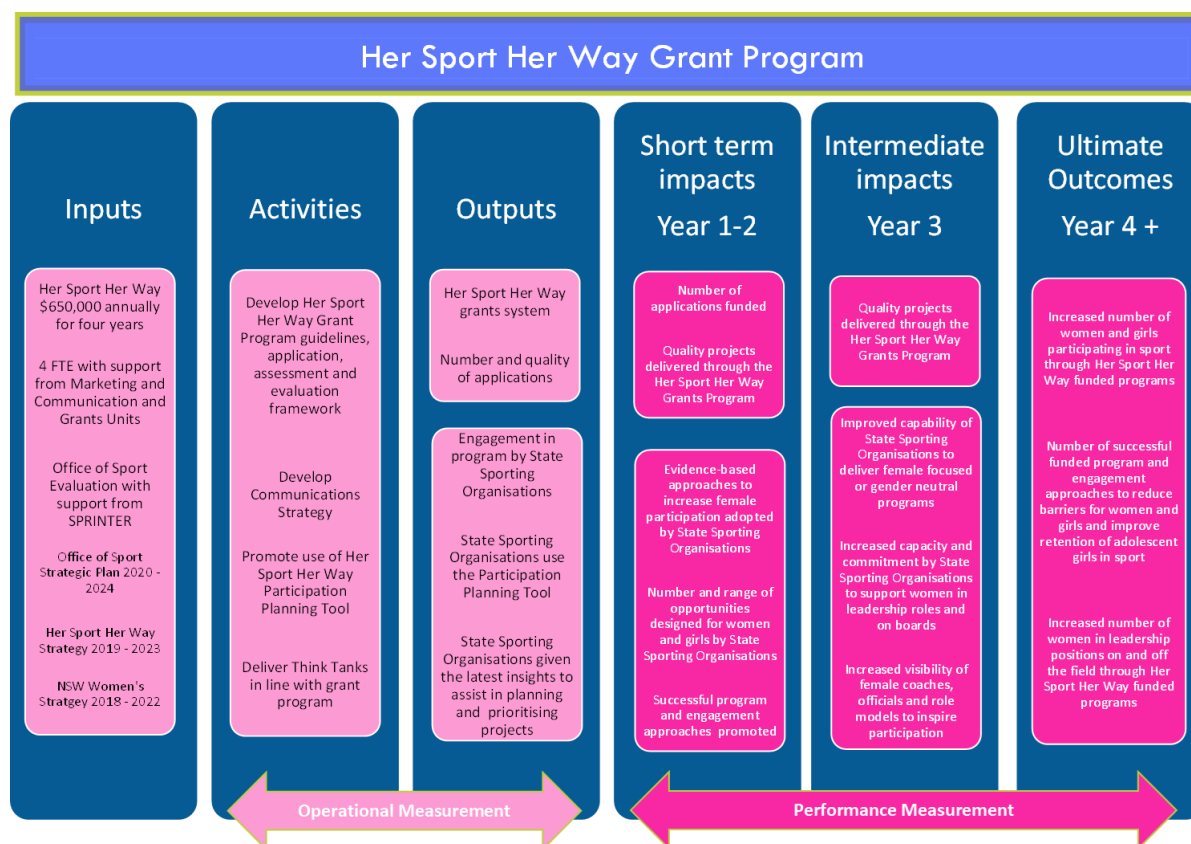 Her Sport Her Way Grant Program
Inputs
Her Sport Her Way
$650,000 annually
for four years
4 FTE with support
from Marketing and
Communication and
Grants Units
Office of Sport
Evaluation with
support from
SPRINTER
Office of Sport
Strategic Plan 2020 -
2024
Her Sport Her Way
Strategy 2019 - 2023
NSW Women's
Stratgey 2018 - 2022
Activities
Develop Her Sport
Her Way Grant
Program guidelines,
application,
assessment and
evaluation
framework
Develop
Communications
Strategy
Promote use of Her
Sport Her Way
Participation
Planning Tool
Deliver Think Tanks
in line with grant
program
Outputs
Her Sport Her Way
grants system
Number and quality
of applications
Engagement in
program by State
Sporting
Organisations
State Sporting
Organisations use
the Participation
Planning Tool
State Sporting
Organisations given
the latest insights to
assist in planning
and prioritising
projects
Short term
impacts
Year 1-2
Number of
applications funded
Quality projects
delivered through the
Her Sport Her Way
Grants Program
Evidence-based
approaches to
increase female
participation adopted
by State Sporting
Organisations
Number and range of
opportunities
designed for women
and girls by State
Sporting Organisations
Successful program
and engagement
approaches promoted
Intermediate
impacts
Year 3
Quality projects
delivered through the
Her Sport Her Way
Grants Program
Improved capability of
State Sporting
Organisations to
deliver female focused
or gender neutral
programs
Increased capacity and
commitment by State
Sporting Organisations
to support women in
leadership roles and
on boards
Increased visibility of
female coaches,
officials and role
models to inspire
participation
Ultimate
Outcomes
Year 4 +
Increased number of
women and girls
participating in sport
through Her Sport Her
Way funded programs
Number of successful
funded program and
engagement
approaches to reduce
barriers for women and
girls and improve
retention of adolescent
girls in sport
Increased number of
women in leadership
positions on and off
the field through Her
Sport Her Way funded
programs
Operational Measurement
Performance Measurement